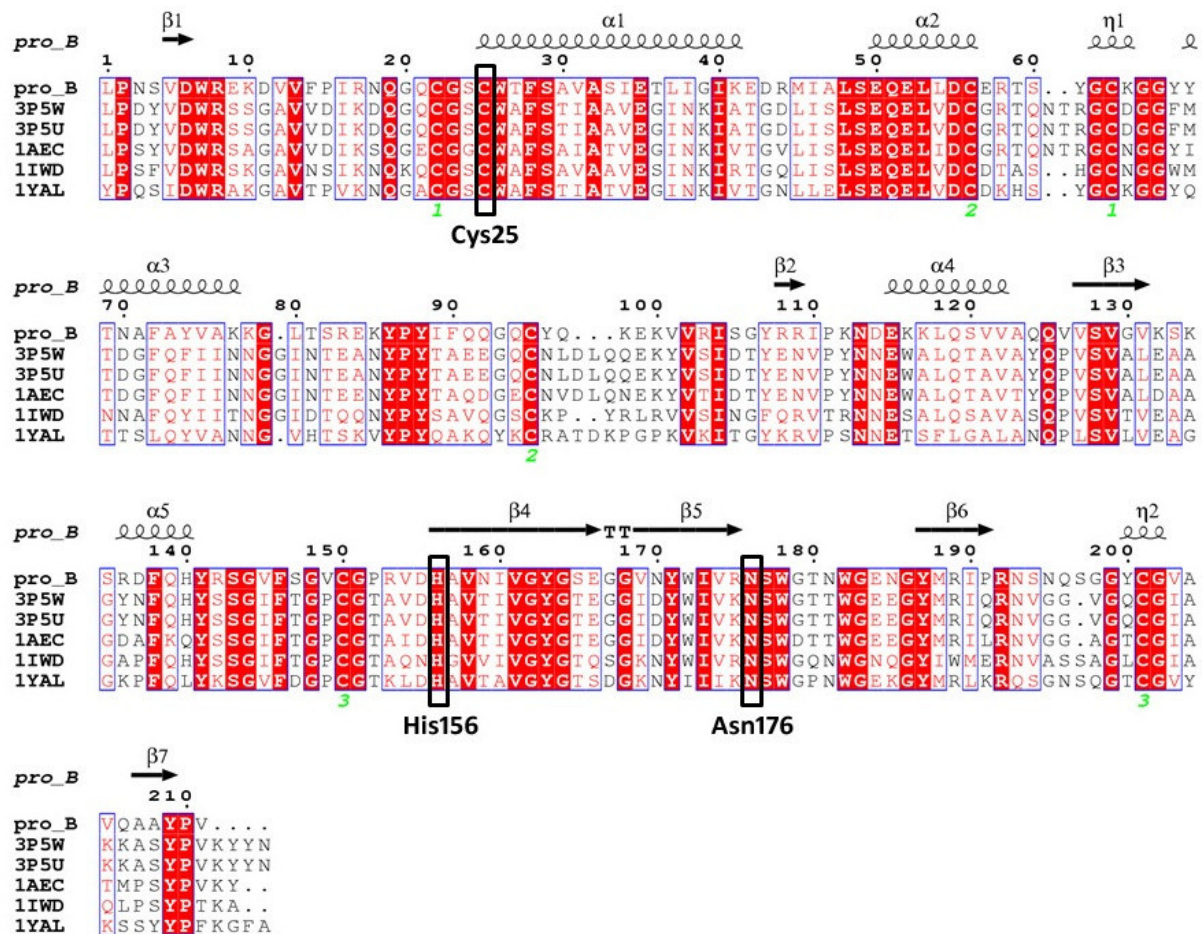 pro_B β1 α1 α2 η1
1 10 20 30 40 50 60
pro_B LPNSVDWREKDVVFPIRNQGQCGSCWTFSAVASIETLIGIKEDRMIALSEQELLDCERTS..YGCKGGYY
3P5W LPDYVDWRSSGAVVDIKDQGQCGSCWAFSTIAAVEGINKIATGDLISLSEQELVDCGRTQNTRGCDGGFM
3P5U LPDYVDWRSSGAVVDIKDQGQCGSCWAFSTIAAVEGINKIATGDLISLSEQELVDCGRTQNTRGCDGGFM
1AEC LPSYVDWRSAGAVVDIKSQGECGGCWAFSAIATVEGINKIVTGVLISLSEQELIDCGRTQNTRGCNGGYI
1IWD LPSFVDWRAKGAVNSIKNQKQCGSCWAFSAVAAVESINKIRTGQLISLSEQELVDCDTAS..HGCNGGWM
1YAL YPQSIDWRAKGAVTPVKNQGACGSCWAFSTIATVEGINKIVTGNLLELSEQELVDCDKHS..YGCKGGYQ
1 2 1
Cys25
pro_B α3 β2 α4 β3
70 80 90 100 110 120 130
pro_B TNAFAYVAKKG.LTSREKYPYIFQQGQCYQ...KEKVVRISGYRRIPKNDEKKLQSVVAQQVVSVGVKSK
3P5W TDGFQFIINNGGINTEANYPYTAEEGQCNLDLQQEKYVSIDTYENVPYNNEWALQTAVAYQPVSVALEAA
3P5U TDGFQFIINNGGINTEANYPYTAEEGQCNLDLQQEKYVSIDTYENVPYNNEWALQTAVAYQPVSVALEAA
1AEC TDGFQFIINNGGINTEENYPYTAQDGECNVDLQNEKYVTIDTYENVPYNNEWALQTAVTYQPVSVALDAA
1IWD NNAFQYIITNGGIDTQQNYPYSAVQGSCKP..YRLRVVSINGFQRVTRNNESALQSAVASQPVSVTVEAA
1YAL TTSLQYVANNG.VHTSKVYPYQAKQYKCRATDKPGPKVKITGYKRVPSNNETSFLGALANQPLSVLVEAG
2
pro_B α5 β4 TT β5 β6 η2
140 150 160 170 180 190 200
pro_B SRDFQHYRSGVFSGVCGPRVDHAVNIVGYGSEGGVNYWIVRNSWGTNWGENGYMRIPRNSNQSGGYCGVA
3P5W GYNFQHYSSGIFTGPCGTAVDHAVTIVGYGTEGGIDYWIVKNSWGTTWGEEGYMRIQRNVGG.VGQCGIA
3P5U GYNFQHYSSGIFTGPCGTAVDHAVTIVGYGTEGGIDYWIVKNSWGTTWGEEGYMRIQRNVGG.VGQCGIA
1AEC GDAFKQYSSGIFTGPCGTAIDHAVTIVGYGTEGGIDYWIVKNSWDTTWGEEGYMRILRNVGG.AGTCGIA
1IWD GAPFQHYSSGIFTGPCGTAQNHGVVIVGYGTQSGKNYWIVRNSWGQNWGNQGYIWMERNVASSAGLCGIA
1YAL GKPFQLYKSGVFDGPCGTKLDHAVTAVGYGTSDGKNYIIIKNSWGPNWGEKGYMRLKRQSGNSQGTCGVY
3 3
His156 Asn176
pro_B β7
210
pro_B VQAAYPV....
3P5W KKASYPVKYYN
3P5U KKASYPVKYYN
1AEC TMPSYPVKY..
1IWD QLPSYPTKA..
1YAL KSSYYPFKGFA